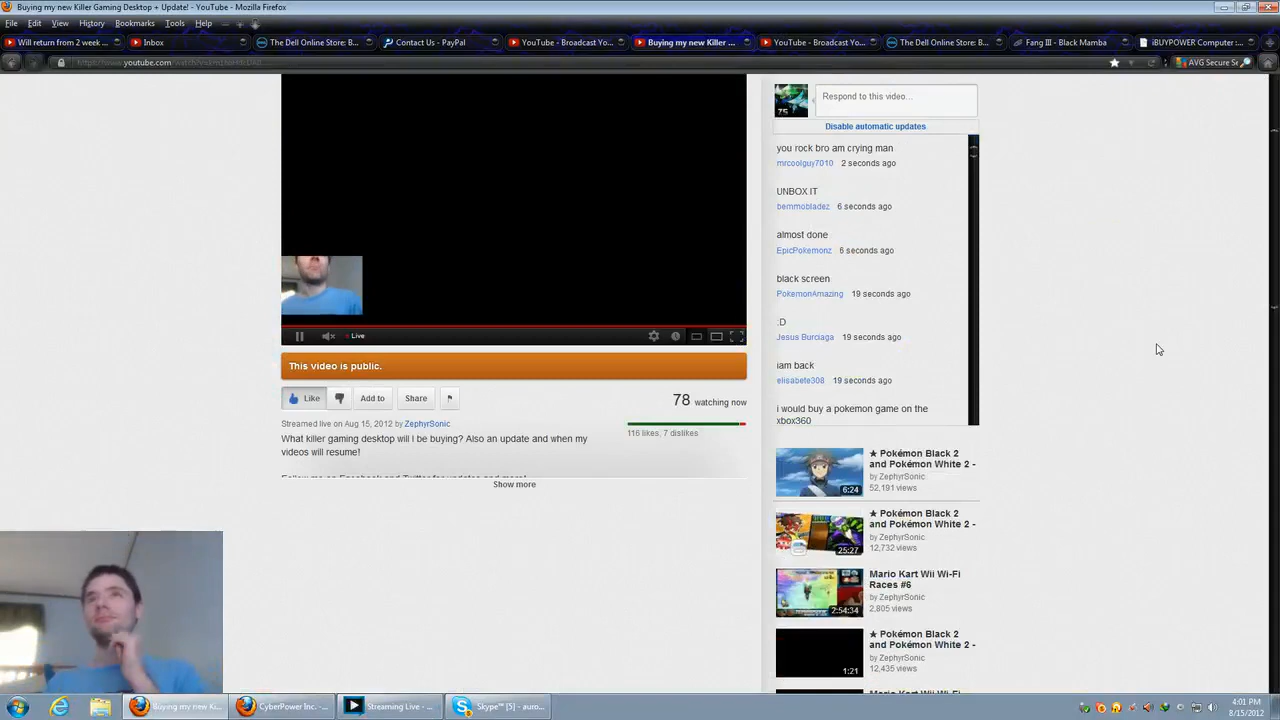 Buying my new Killer Gaming Desktop + Update! - YouTube - Mozilla Firefox
File Edit View History Bookmarks Tools Help
Will return from 2 week ...
Inbox
The Dell Online Store: B...
Contact Us - PayPal
YouTube - Broadcast Yo...
Buying my new Killer ...
YouTube - Broadcast Yo...
The Dell Online Store: B...
Fang III - Black Mamba
iBUYPOWER Computer :...
AVG Secure Se
Respond to this video...
Disable automatic updates
you rock bro am crying man
mrcoolguy7010 2 seconds ago
UNBOX IT
bemmobladez 6 seconds ago
almost done
EpicPokemonz 6 seconds ago
black screen
PokemonAmazing 19 seconds ago
:D
Jesus Burciaga 19 seconds ago
iam back
elisabete308 19 seconds ago
i would buy a pokemon game on the
xbox360
Live
This video is public.
Like
Add to
Share
78 watching now
Streamed live on Aug 15, 2012 by ZephyrSonic
116 likes, 7 dislikes
What killer gaming desktop will I be buying? Also an update and when my
videos will resume!
Show more
★ Pokémon Black 2
and Pokémon White 2 -
by ZephyrSonic
52,191 views
6:24
★ Pokémon Black 2
and Pokémon White 2 -
by ZephyrSonic
12,732 views
25:27
Mario Kart Wii Wi-Fi
Races #6
by ZephyrSonic
2,805 views
2:54:34
★ Pokémon Black 2
and Pokémon White 2 -
by ZephyrSonic
12,435 views
1:21
Buying my new Ki...
CyberPower Inc. -...
Streaming Live - ...
Skype™ [5] - auro...
4:01 PM
8/15/2012